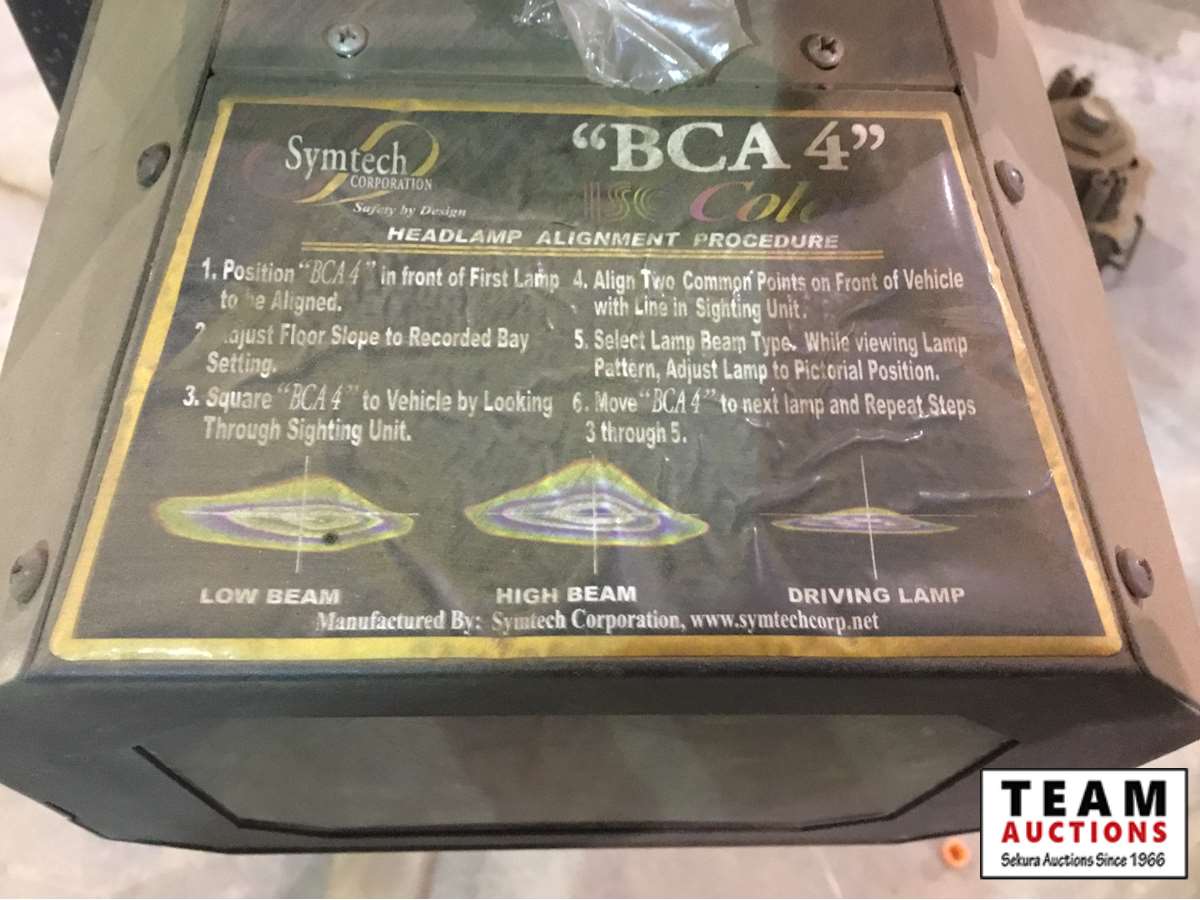 Symtech
CORPORATION
Safety by Design
"BCA 4"
HEADLAMP ALIGNMENT PROCEDURE
1. Position "BCA 4" in front of First Lamp
to be Aligned.
Floor Slope to Recorded Bay
Setting.
3. Square "BCA 4" to Vehicle by Looking
Through Sighting Unit.
4. Align Two Common Points on Front of Vehicle
with Line in Sighting Unit.
5. Select Lamp Beam Type. While viewing Lamp
Pattern, Adjust Lamp to Pictorial Position.
6. Move "BCA 4" to next lamp and Repeat Steps
3 through 5.
LOW BEAM
HIGH BEAM
DRIVING LAMP
Manufactured By: Symtech Corporation, www.symtechcorp.net
TEAM
AUCTIONS
Sekura Auctions Since 1966